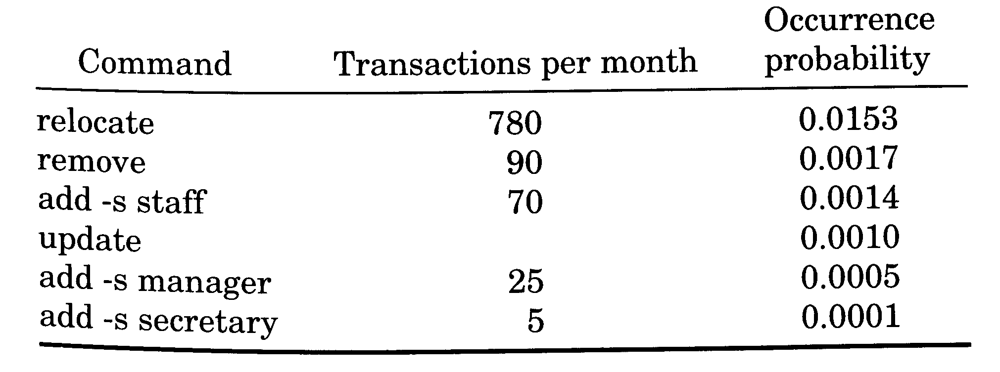 Occurrence
Command Transactions per month probability
relocate 780 0.0153
remove 90 0.0017
add -s staff 70 0.0014
update 0.0010
add -s manager 25 0.0005
add -s secretary 5 0.0001